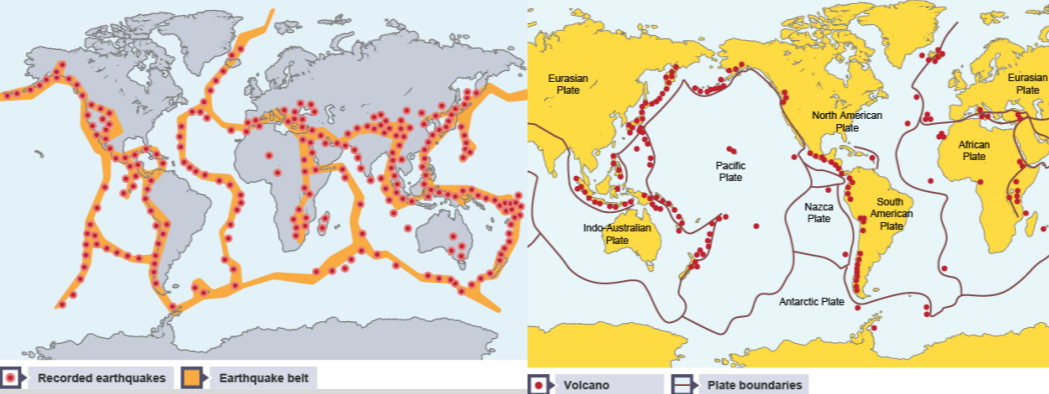 Eurasian
Plate
North American
Plate
Eurasian
Plate
African
Plate
Pacific
Plate
Nazca
Plate
South
American
Plate
Indo-Australian
Plate
Antarctic Plate
Recorded earthquakes
Earthquake belt
Volcano
Plate boundaries